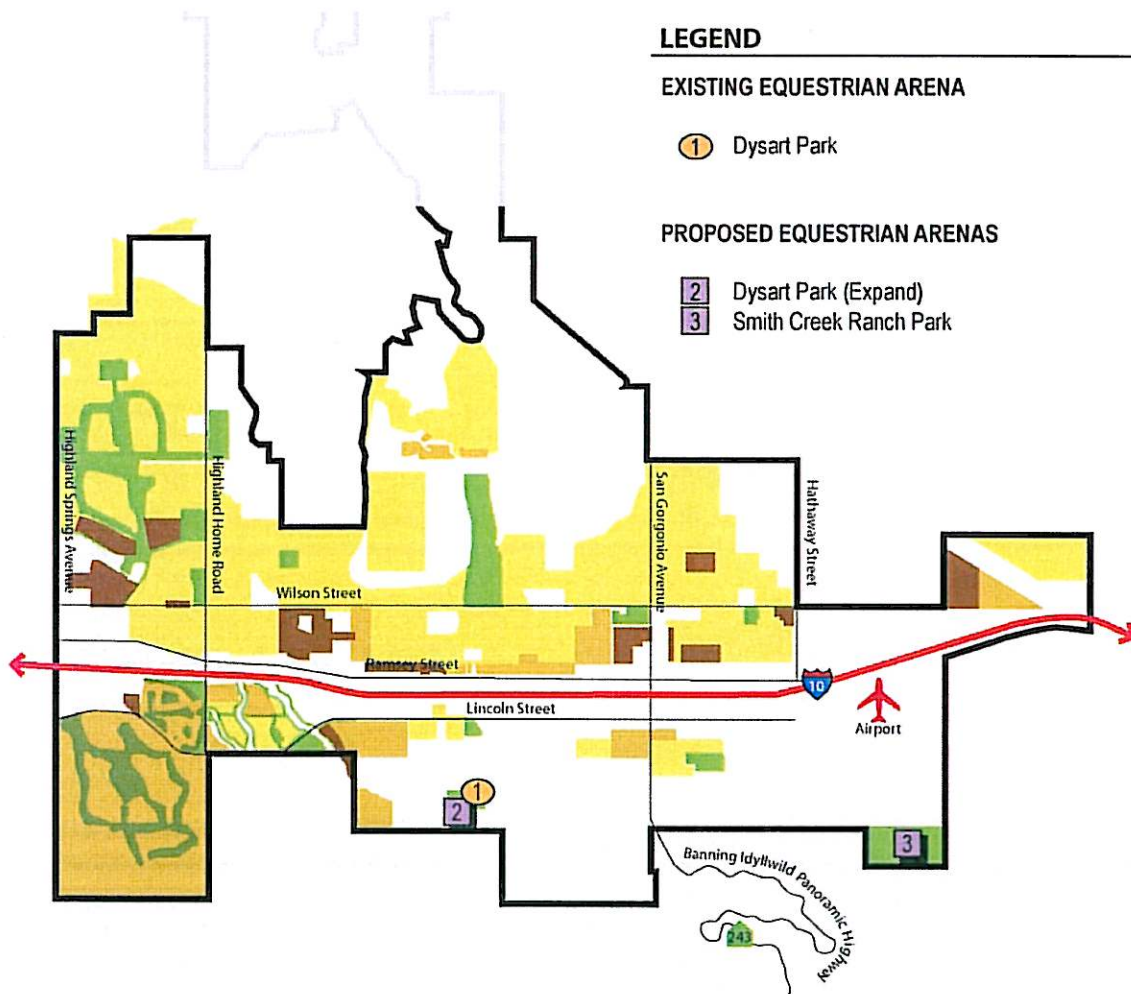 LEGEND
EXISTING EQUESTRIAN ARENA
1 Dysart Park
PROPOSED EQUESTRIAN ARENAS
2 Dysart Park (Expand)
3 Smith Creek Ranch Park
Highland Springs Avenue
Highland Home Road
San Gorgonio Avenue
Hathaway Street
Wilson Street
Ramsey Street
10
Lincoln Street
Airport
1
2
3
Banning Idyllwild Panoramic Highway
243